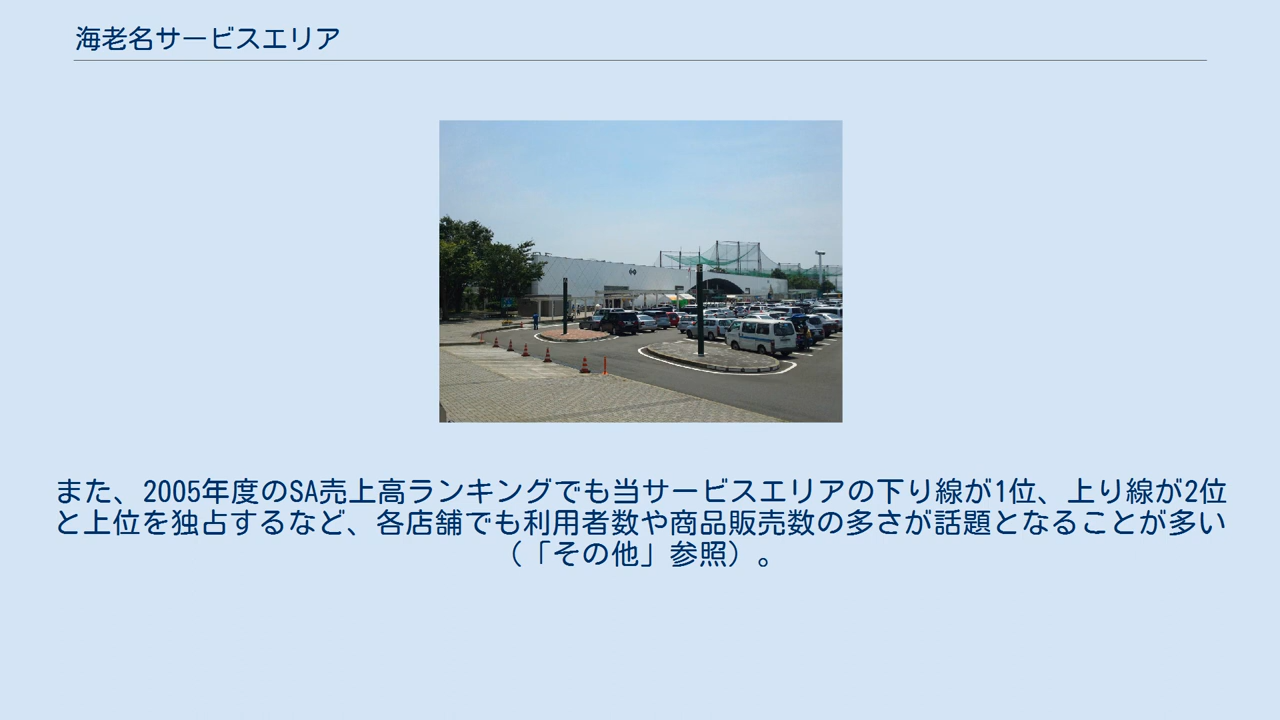 海老名サービスエリア
また、2005年度のSA売上高ランキングでも当サービスエリアの下り線が1位、上り線が2位
と上位を独占するなど、各店舗でも利用者数や商品販売数の多さが話題となることが多い
（「その他」参照）。